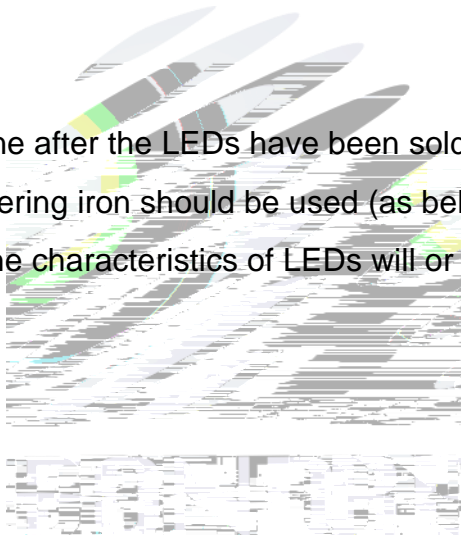 ne after the LEDs have been sold
ering iron should be used (as bel
ne characteristics of LEDs will or